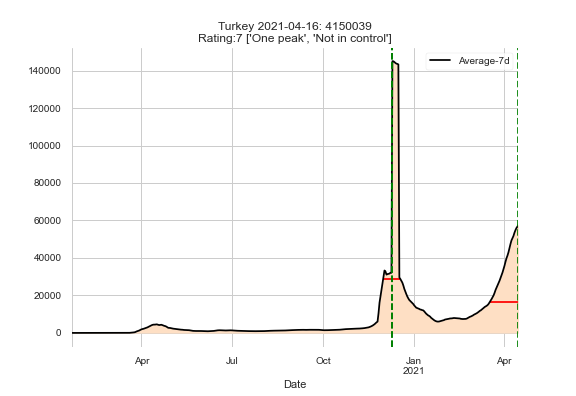 Turkey 2021-04-16: 4150039
Rating:7 ['One peak', 'Not in control']
Average-7d
140000
120000
100000
80000
60000
40000
20000
0
Apr
Jul
Oct
Jan
2021
Apr
Date